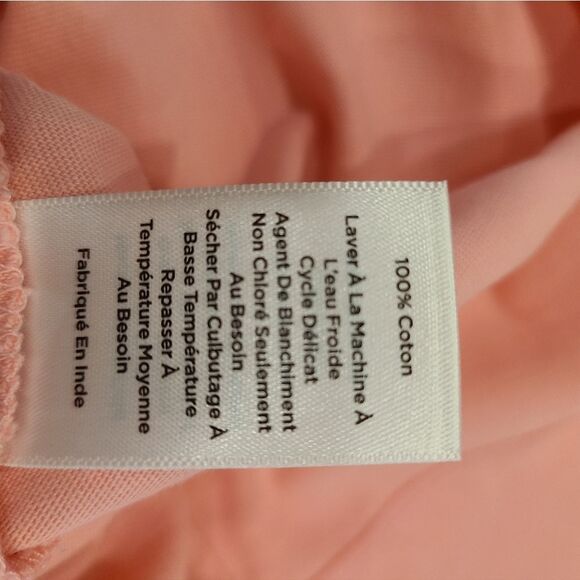 100% Coton
Laver À La Machine À
L'eau Froide
Cycle Délicat
Agent De Blanchiment
Non Chloré Seulement
Au Besoin
Sécher Par Culbutage À
Basse Température
Repasser À
Température Moyenne
Au Besoin
Fabriqué En Inde